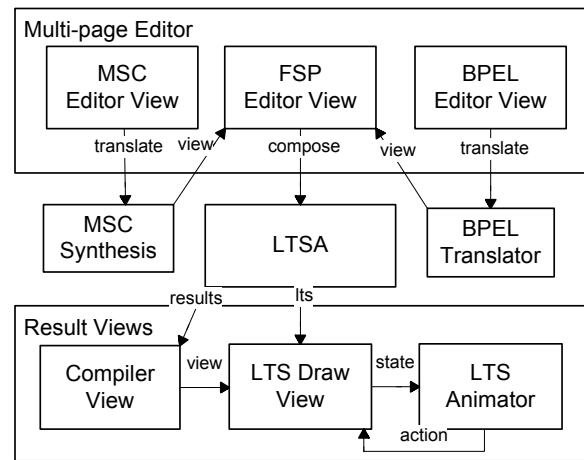 Multi-page Editor
MSC
Editor View
FSP
Editor View
BPEL
Editor View
translate
view
compose
view
translate
MSC
Synthesis
LTSA
BPEL
Translator
results
lts
Result Views
Compiler
View
view
LTS Draw
View
state
LTS
Animator
action